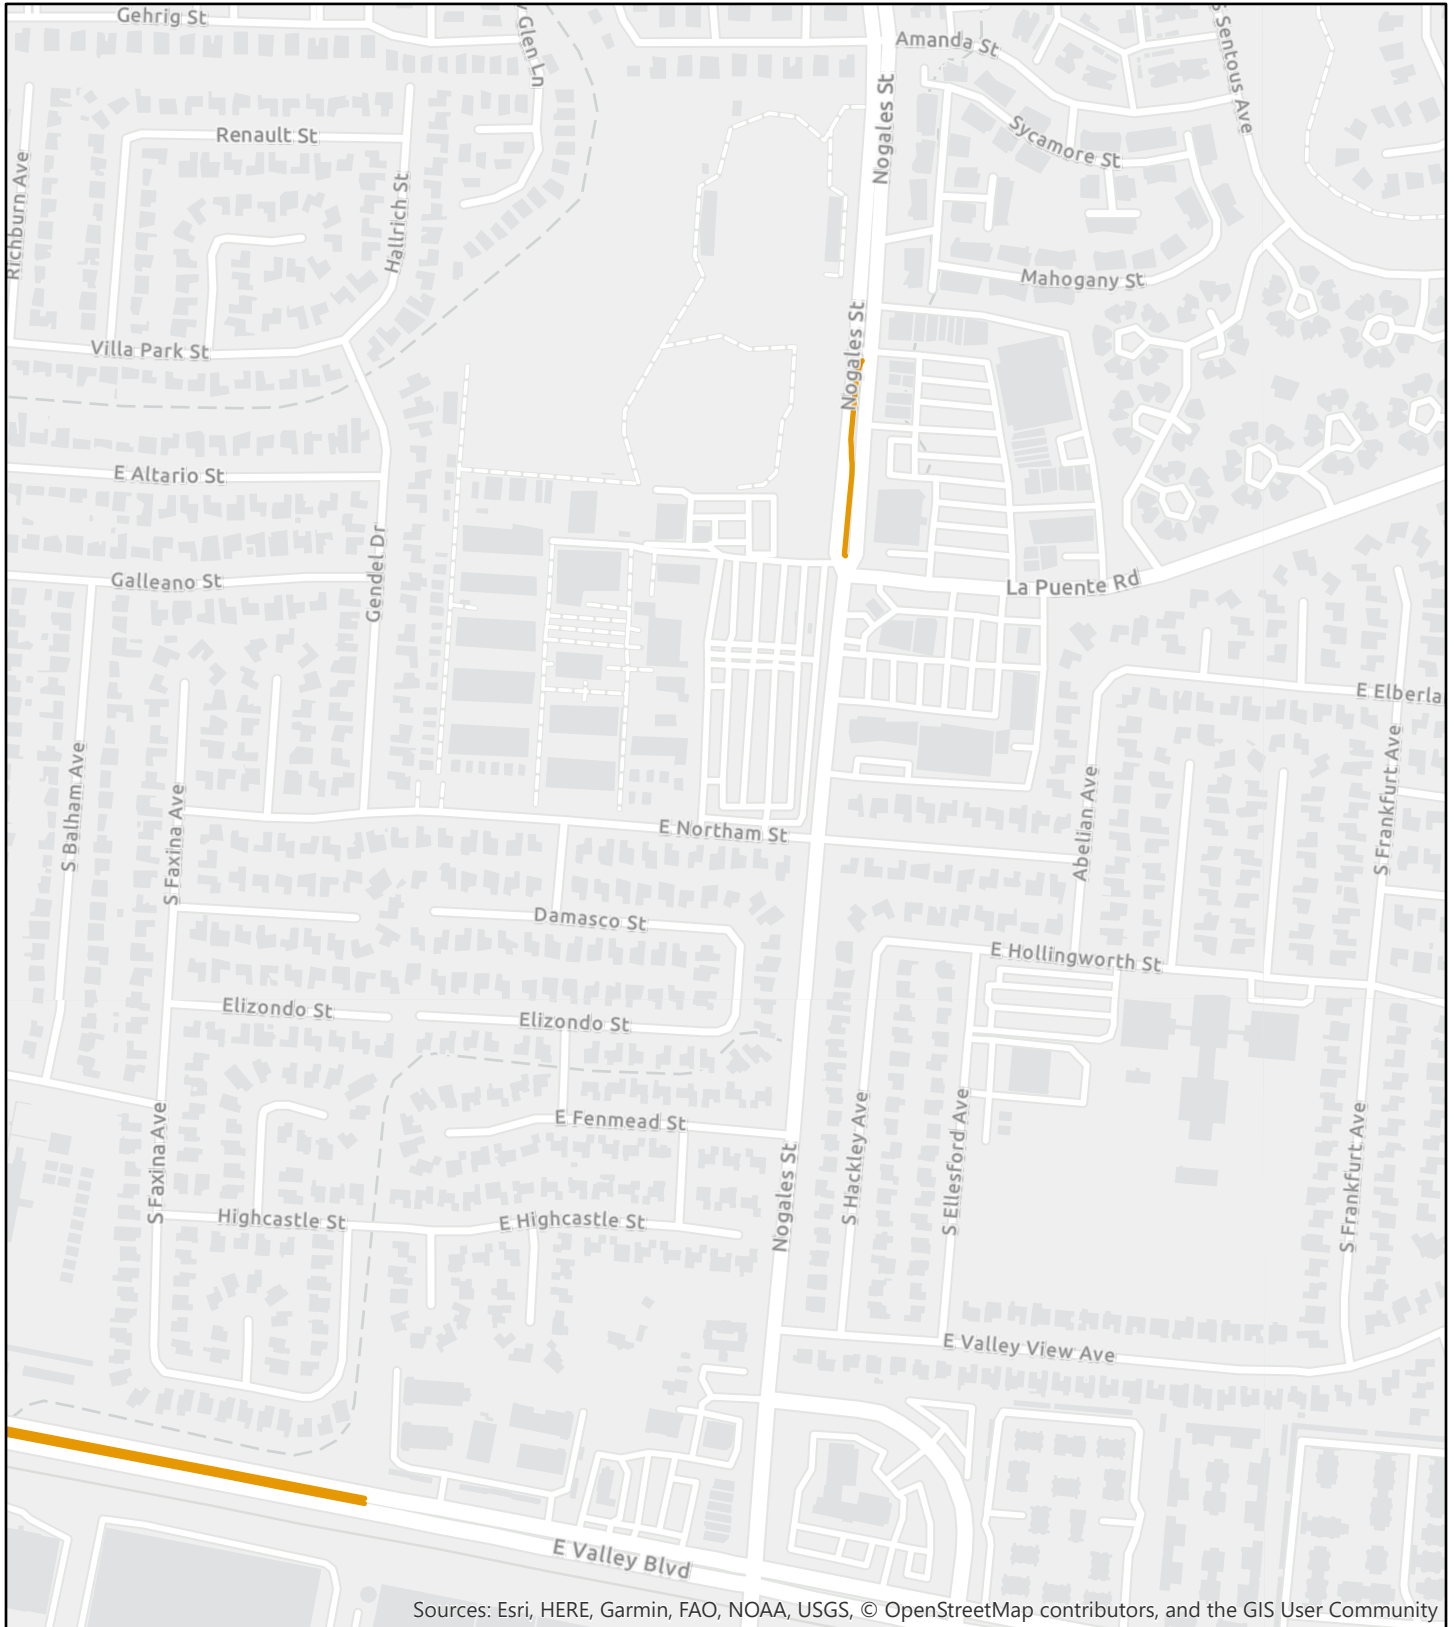 Gehrig St
y Glen Ln
Amanda St
S Sentous Ave
Nogales St
Renault St
Sycamore St
Richburn Ave
Hallrich St
Mahogany St
Villa Park St
Nogales St
E Altario St
Gendel Dr
Galleano St
La Puente Rd
E Elberla
S Balham Ave
S Faxina Ave
Abelian Ave
S Frankfurt Ave
E Northam St
Damasco St
E Hollingworth St
Elizondo St
Elizondo St
E Fenmead St
S Faxina Ave
Nogales St
S Hackley Ave
S Ellesford Ave
S Frankfurt Ave
Highcastle St
E Highcastle St
E Valley View Ave
E Valley Blvd
Sources: Esri, HERE, Garmin, FAO, NOAA, USGS, © OpenStreetMap contributors, and the GIS User Community